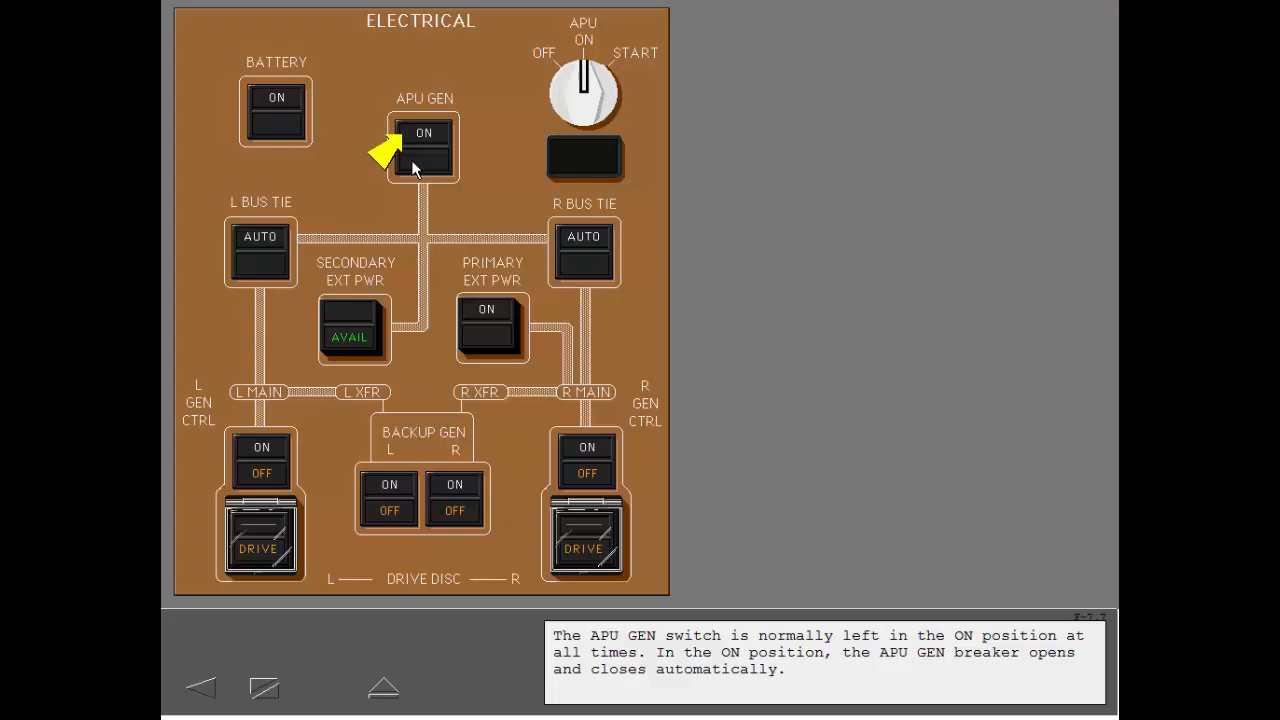 ELECTRICAL
APU
ON
OFF START
BATTERY
ON
APU GEN
ON
L BUS TIE
AUTO
R BUS TIE
AUTO
SECONDARY
EXT PWR
AVAIL
PRIMARY
EXT PWR
ON
L
GEN
CTRL
L MAIN
L XFR
R XFR
R MAIN
R
GEN
CTRL
BACKUP GEN
L R
ON
OFF
ON
OFF
ON
OFF
ON
OFF
DRIVE
DRIVE
L DRIVE DISC R
The APU GEN switch is normally left in the ON position at
all times. In the ON position, the APU GEN breaker opens
and closes automatically.